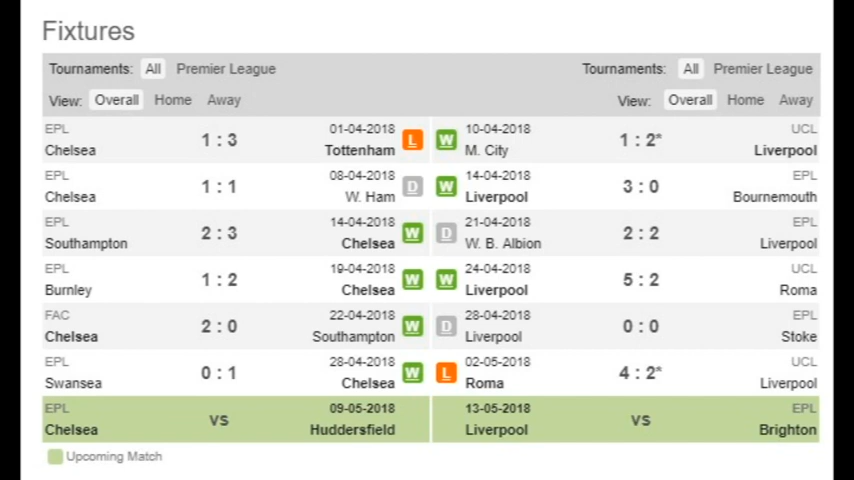 Fixtures
Tournaments: All Premier League Tournaments: All Premier League
View: Overall Home Away View: Overall Home Away
EPL 01-04-2018 10-04-2018 UCL
Chelsea 1 : 3 Tottenham L W M. City 1 : 2* Liverpool
EPL 08-04-2018 14-04-2018 EPL
Chelsea 1 : 1 W. Ham D W Liverpool 3 : 0 Bournemouth
EPL 14-04-2018 21-04-2018 EPL
Southampton 2 : 3 Chelsea W D W. B. Albion 2 : 2 Liverpool
EPL 19-04-2018 24-04-2018 UCL
Burnley 1 : 2 Chelsea W W Liverpool 5 : 2 Roma
FAC 22-04-2018 28-04-2018 EPL
Chelsea 2 : 0 Southampton W D Liverpool 0 : 0 Stoke
EPL 28-04-2018 02-05-2018 UCL
Swansea 0 : 1 Chelsea W L Roma 4 : 2* Liverpool
EPL 09-05-2018 13-05-2018 EPL
Chelsea vs Huddersfield Liverpool vs Brighton
Upcoming Match